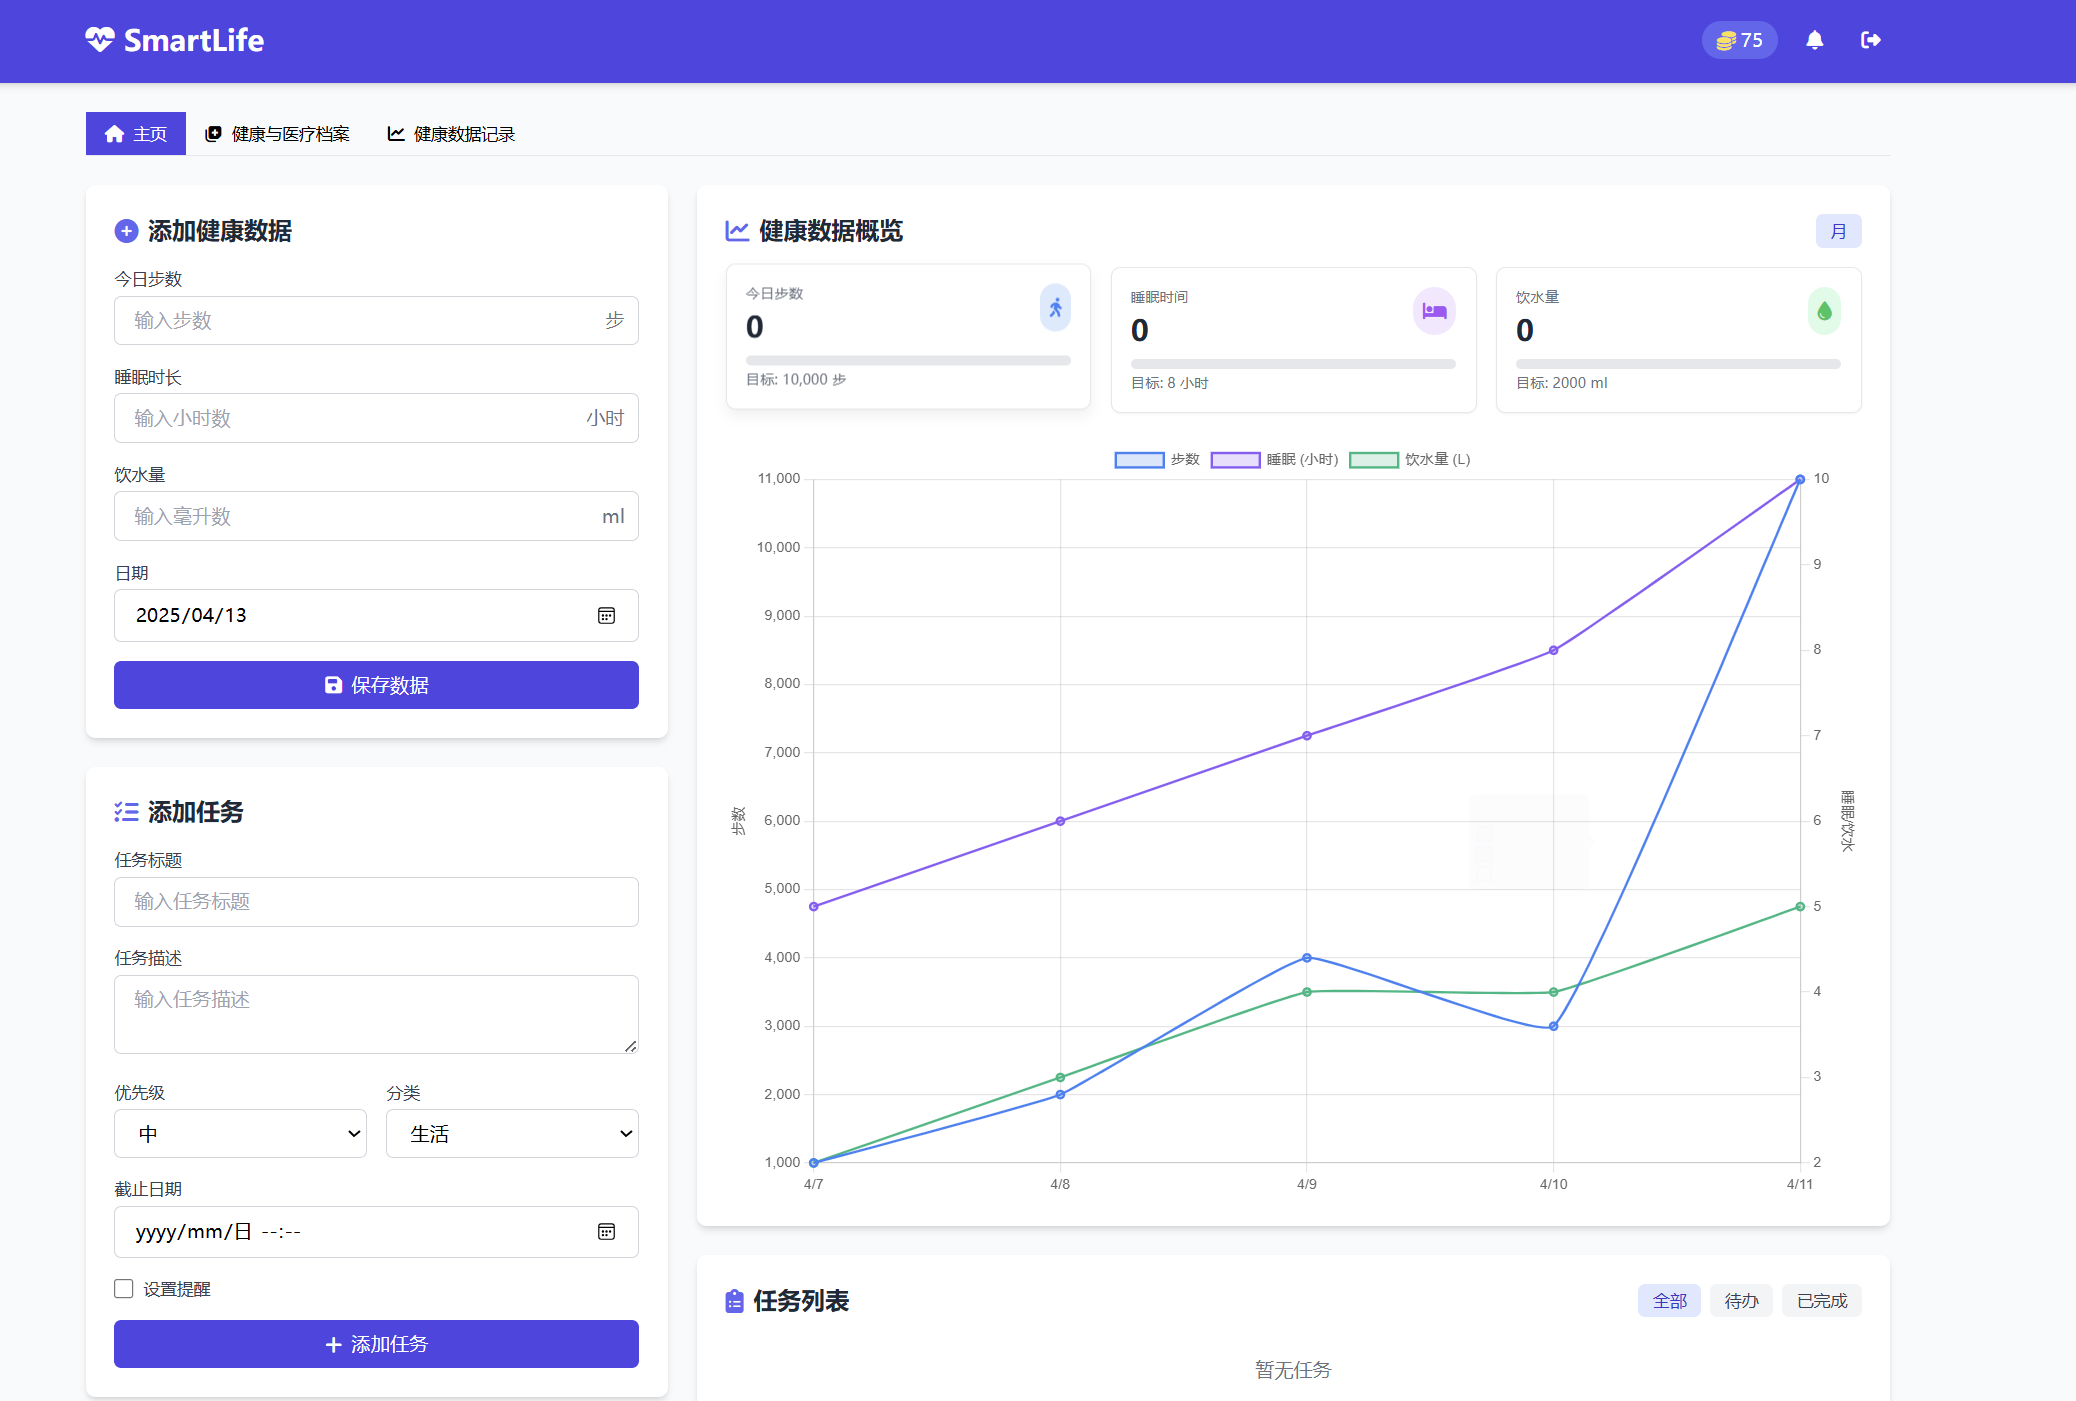 SmartLife
75
主页
健康与医疗档案
健康数据记录
添加健康数据
今日步数
输入步数 步
睡眠时长
输入小时数 小时
饮水量
输入毫升数 ml
日期
2025/04/13
保存数据
添加任务
任务标题
输入任务标题
任务描述
输入任务描述
优先级 分类
中 生活
截止日期
yyyy/mm/日 --:--
设置提醒
添加任务
健康数据概览
月
今日步数
0
目标: 10,000 步
睡眠时间
0
目标: 8 小时
饮水量
0
目标: 2000 ml
步数 睡眠 (小时) 饮水量 (L)
11,000
10,000
9,000
8,000
7,000
6,000
5,000
4,000
3,000
2,000
1,000
步数
10
9
8
7
6
5
4
3
2
睡眠/饮水
4/7 4/8 4/9 4/10 4/11
任务列表
全部 待办 已完成
暂无任务